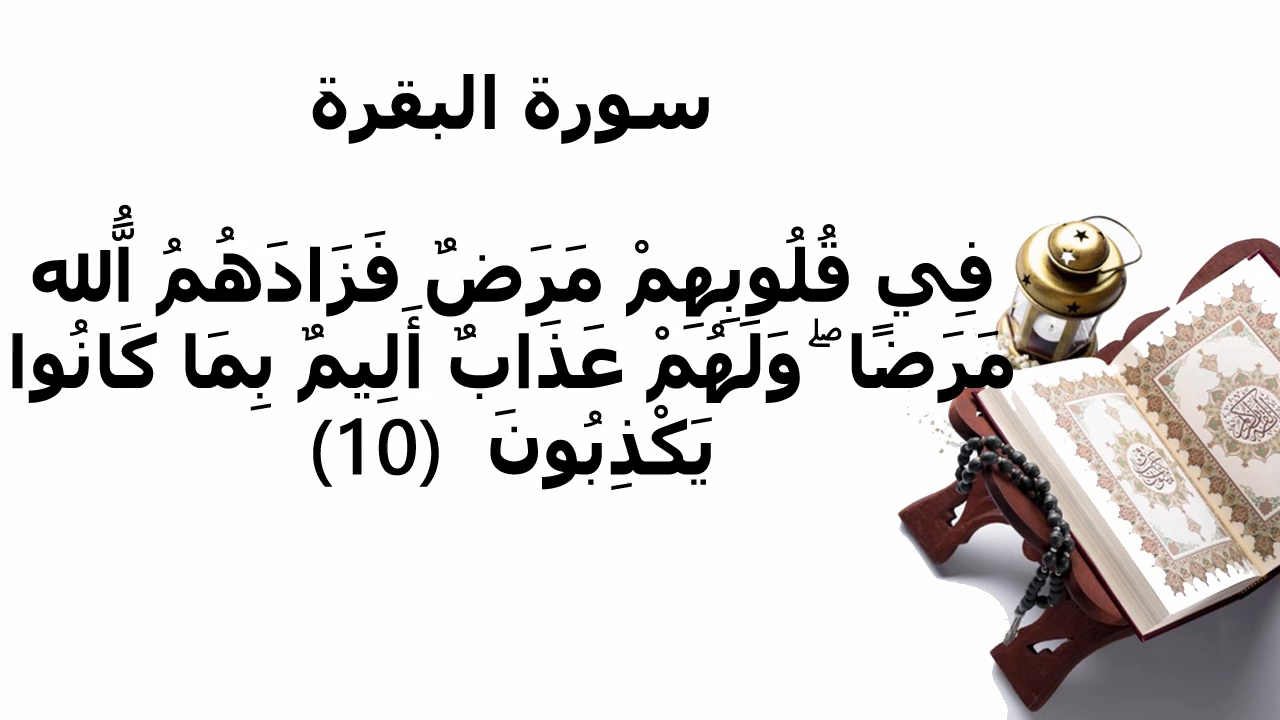 سورة البقرة
فِي قُلُوبِهِمْ مَرَضٌ فَزَادَهُمُ اللَّهُ
مَرَضًا ۖ وَلَهُمْ عَذَابٌ أَلِيمٌ بِمَا كَانُوا
يَكْذِبُونَ (10)